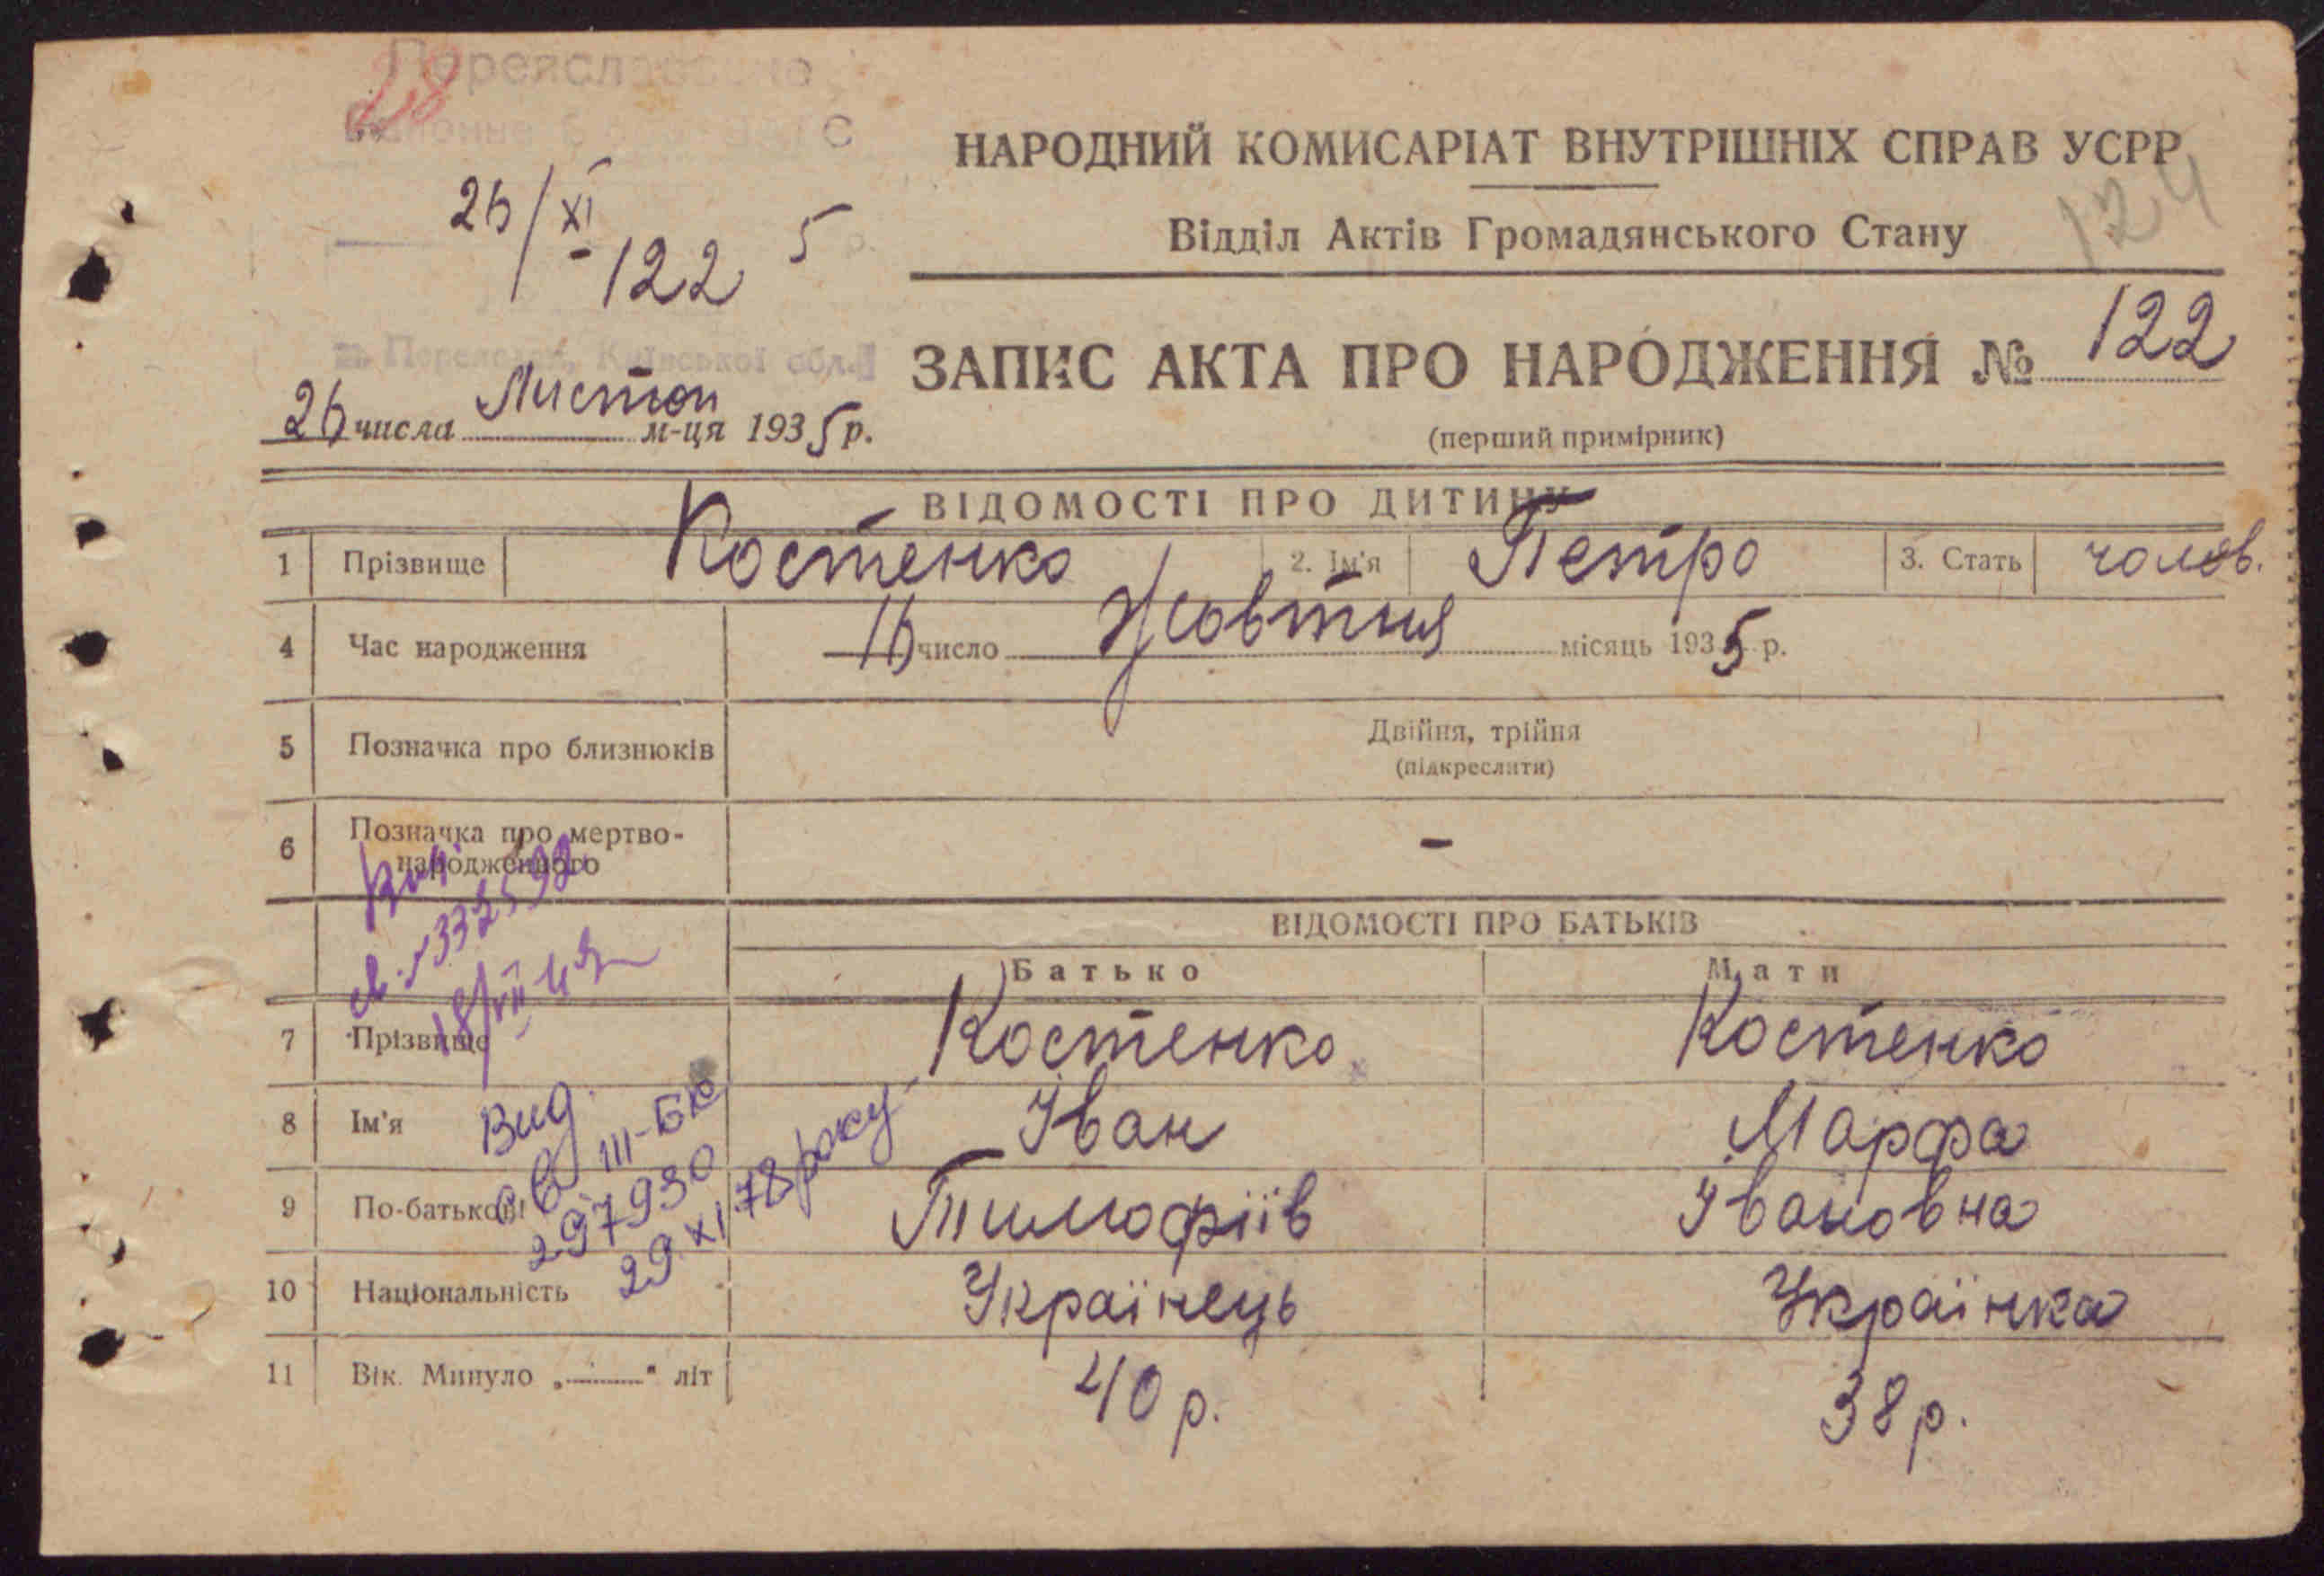 28
26/XI 5 р.
122
26 числа Листоп м-ця 1935 р.
НАРОДНИЙ КОМИСАРІАТ ВНУТРІШНІХ СПРАВ УСРР
124
Відділ Актів Громадянського Стану
ЗАПИС АКТА ПРО НАРОДЖЕННЯ № 122
(перший примірник)
ВІДОМОСТІ ПРО ДИТИНУ
1 Прізвище Костенко 2. Ім'я Петро 3. Стать чолов.
4 Час народження 16 число Жовтня місяць 1935 р.
5 Позначка про близнюків Двійня, трійня
(підкреслити)
6 Позначка про мертво-
народженого -
ВІДОМОСТІ ПРО БАТЬКІВ
Батько Мати
7 Прізвище Костенко Костенко
8 Ім'я Іван Марфа
9 По-батькові Тимофіїв Івановна
10 Національність Українець Українка
11 Вік. Минуло „ " літ 40 р. 38 р.
Вид.
св. III-БК
297930
29 XI 78 року